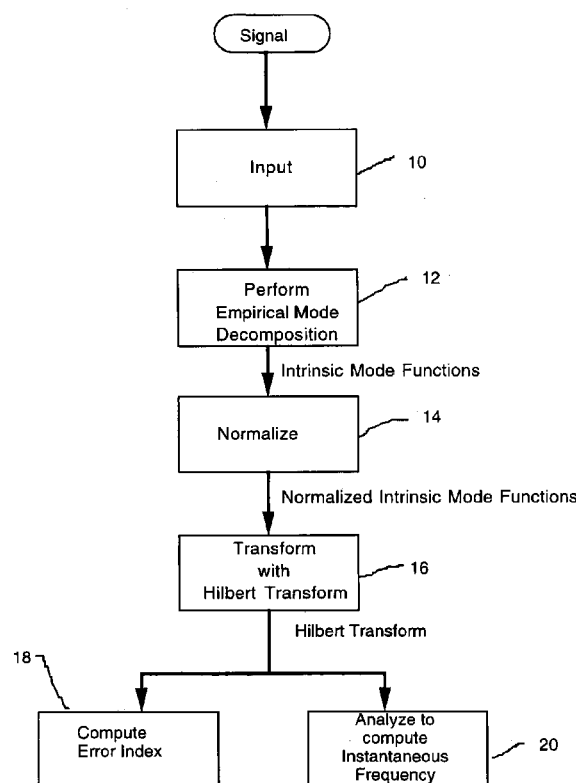 Signal
Input
10
Perform
Empirical Mode
Decomposition
12
Intrinsic Mode Functions
Normalize
14
Normalized Intrinsic Mode Functions
Transform
with
Hilbert Transform
16
Hilbert Transform
18
Compute
Error Index
Analyze to
compute
Instantaneous
Frequency
20